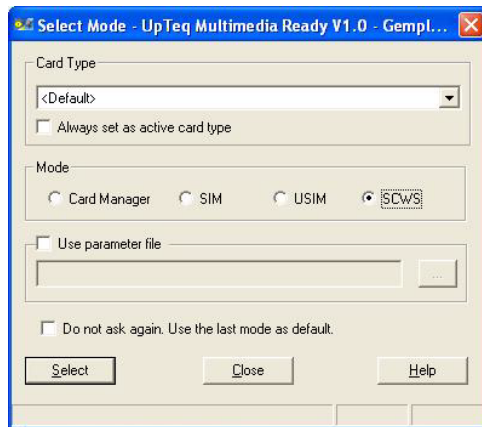 Select Mode - UpTeq Multimedia Ready V1.0 - Gempl...
Card Type
<Default>
Always set as active card type
Mode
Card Manager SIM USIM SCWS
Use parameter file
...
Do not ask again. Use the last mode as default.
Select Close Help